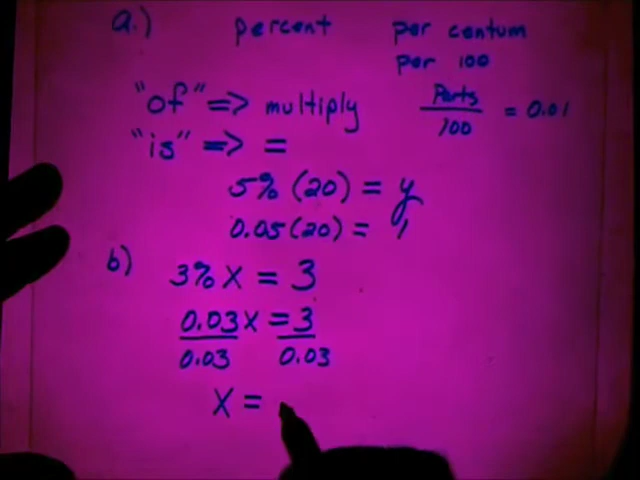 a.) percent per centum
per 100
"of" => multiply Parts/100 = 0.01
"is" => =
5% (20) = y
0.05(20) = 1
b) 3% x = 3
0.03x = 3
0.03 0.03
x =